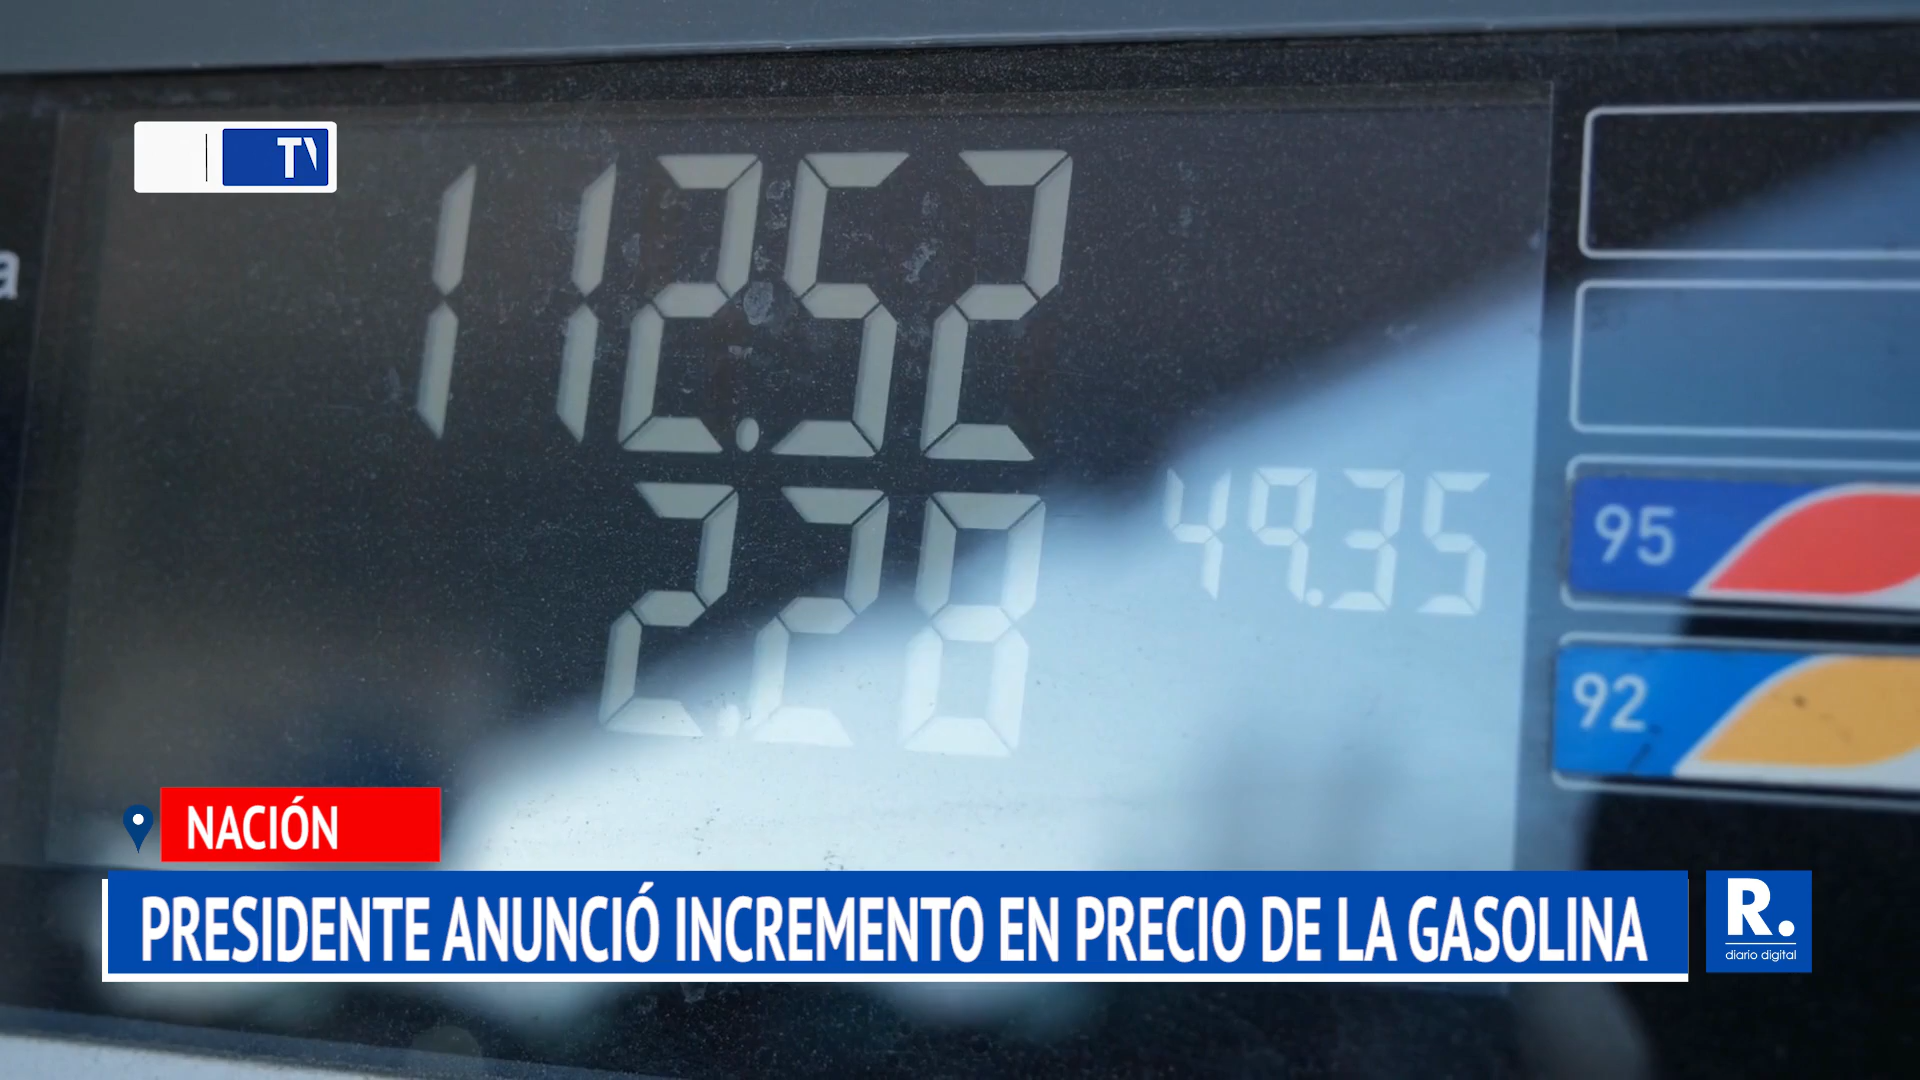 TV
a
112.52
2.28
49.35
95
92
NACIÓN
PRESIDENTE ANUNCIÓ INCREMENTO EN PRECIO DE LA GASOLINA
R.
diario digital